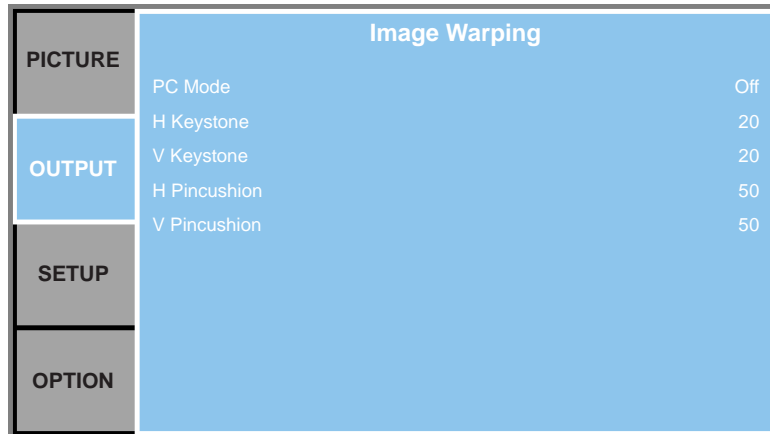 PICTURE
OUTPUT
SETUP
OPTION
Image Warping
PC Mode Off
H Keystone 20
V Keystone 20
H Pincushion 50
V Pincushion 50